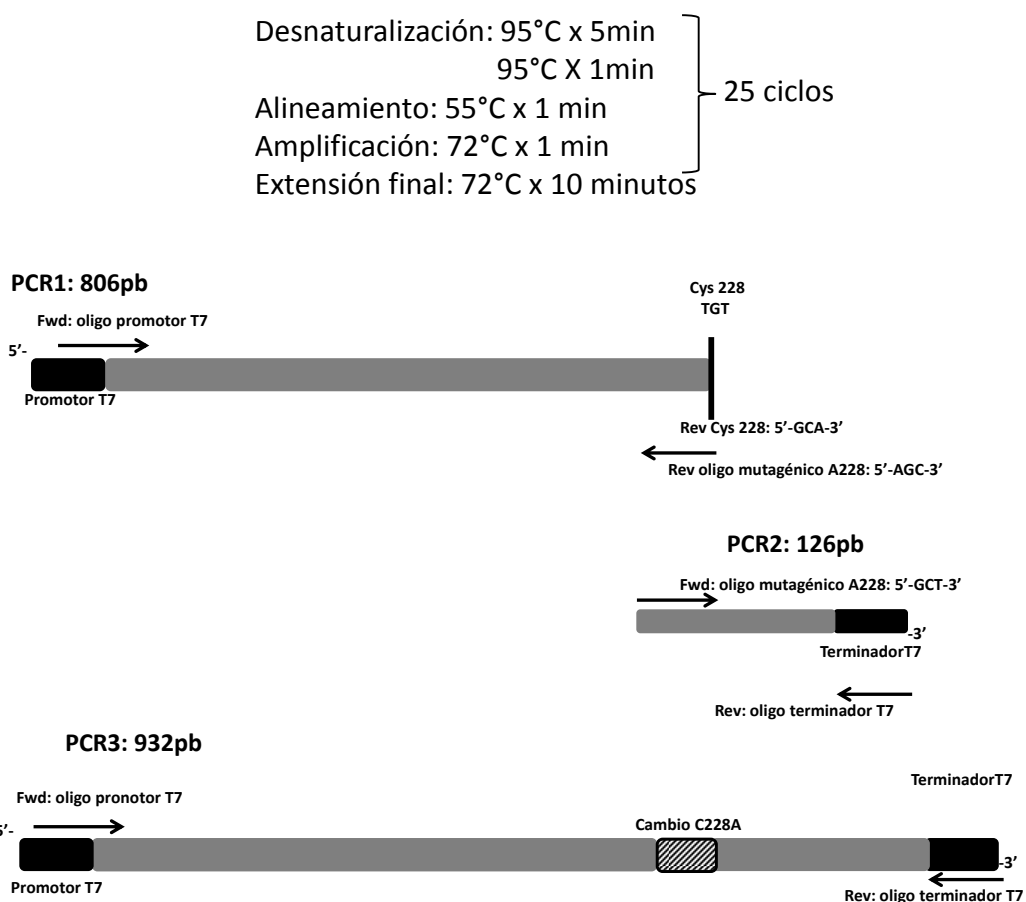 Desnaturalización: 95°C x 5min
95°C X 1min
25 ciclos
Alineamiento: 55°C x 1 min
Amplificación: 72°C x 1 min
Extensión final: 72°C x 10 minutos
PCR1: 806pb
Cys 228
TGT
Fwd: oligo promotor T7
5’-
Promotor T7
Rev Cys 228: 5’-GCA-3’
Rev oligo mutagénico A228: 5’-AGC-3’
PCR2: 126pb
Fwd: oligo mutagénico A228: 5’-GCT-3’
-3’
TerminadorT7
Rev: oligo terminador T7
PCR3: 932pb
TerminadorT7
Fwd: oligo pronotor T7
Cambio C228A
5’-
-3’
Promotor T7
Rev: oligo terminador T7